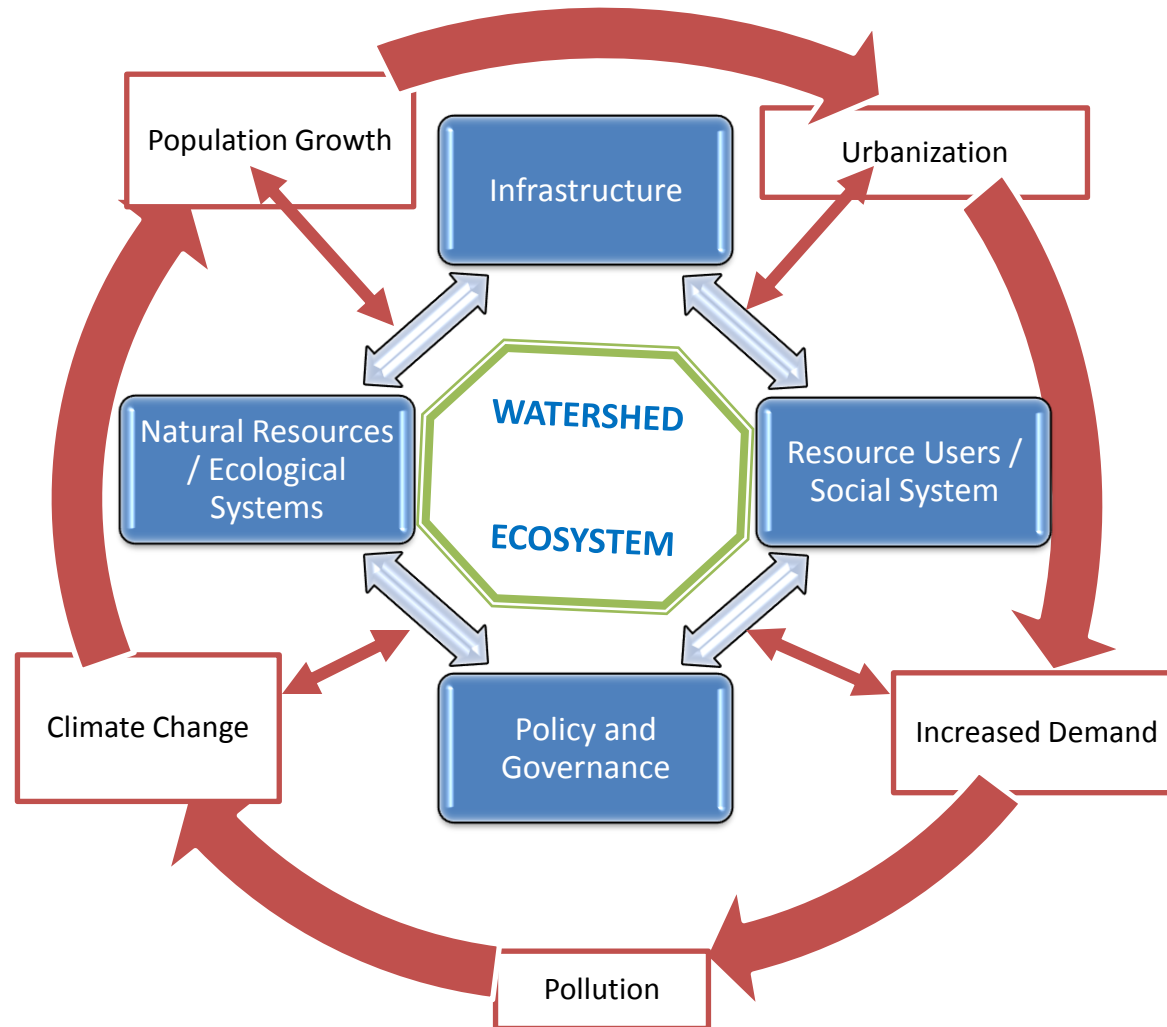 Population Growth
Urbanization
Infrastructure
WATERSHED
ECOSYSTEM
Natural Resources
/ Ecological
Systems
Resource Users /
Social System
Policy and
Governance
Climate Change
Increased Demand
Pollution